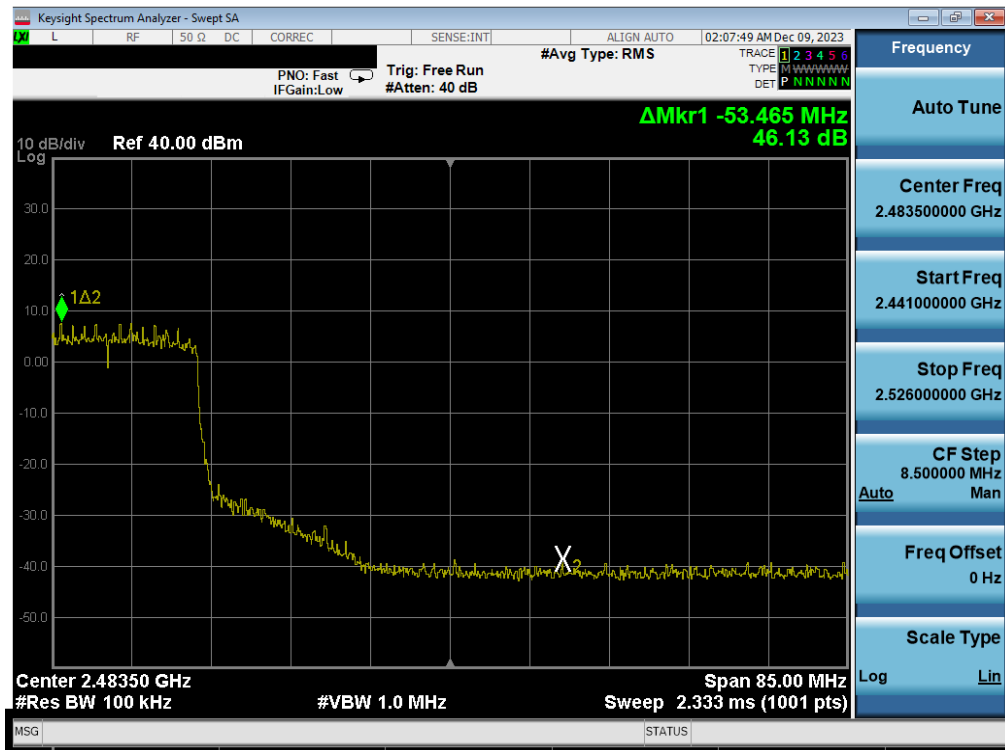 Keysight Spectrum Analyzer - Swept SA
LXI L RF 50 Ω DC CORREC SENSE:INT ALIGN AUTO 02:07:49 AM Dec 09, 2023
#Avg Type: RMS
TRACE 1 2 3 4 5 6
TYPE M WWWWW
DET P N N N N N
PNO: Fast
IFGain:Low
Trig: Free Run
#Atten: 40 dB
ΔMkr1 -53.465 MHz
46.13 dB
10 dB/div
Log
Ref 40.00 dBm
30.0
20.0
10.0
0.00
-10.0
-20.0
-30.0
-40.0
-50.0
1Δ2
X2
Center 2.48350 GHz
Span 85.00 MHz
#Res BW 100 kHz
#VBW 1.0 MHz
Sweep 2.333 ms (1001 pts)
MSG
STATUS
Frequency
Auto Tune
Center Freq
2.483500000 GHz
Start Freq
2.441000000 GHz
Stop Freq
2.526000000 GHz
CF Step
8.500000 MHz
Auto Man
Freq Offset
0 Hz
Scale Type
Log Lin